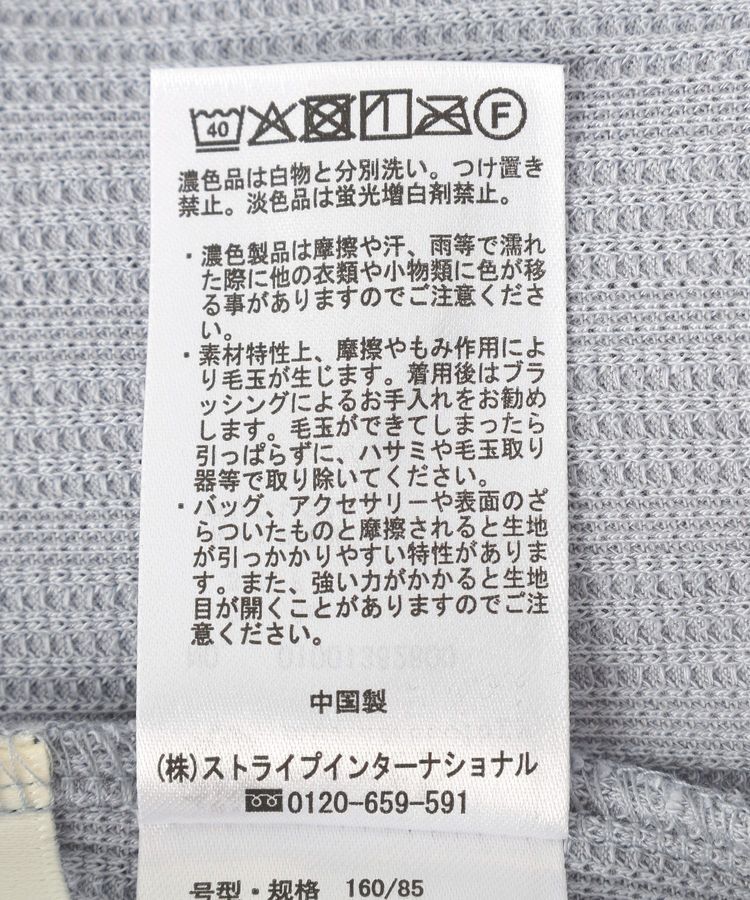 40 F
濃色品は白物と分別洗い。つけ置き
禁止。淡色品は蛍光増白剤禁止。
・濃色製品は摩擦や汗、雨等で濡れ
た際に他の衣類や小物類に色が移
る事がありますのでご注意くださ
い。
・素材特性上、摩擦やもみ作用によ
り毛玉が生じます。着用後はブラ
ッシングによるお手入れをお勧め
します。毛玉ができてしまったら
引っぱらずに、ハサミや毛玉取り
器等で取り除いてください。
・バッグ、アクセサリーや表面のざ
らついたものと摩擦されると生地
が引っかかりやすい特性がありま
す。また、強い力がかかると生地
目が開くことがありますのでご注
意ください。
中国製
(株)ストライプインターナショナル
0120-659-591
号型・规格 160/85